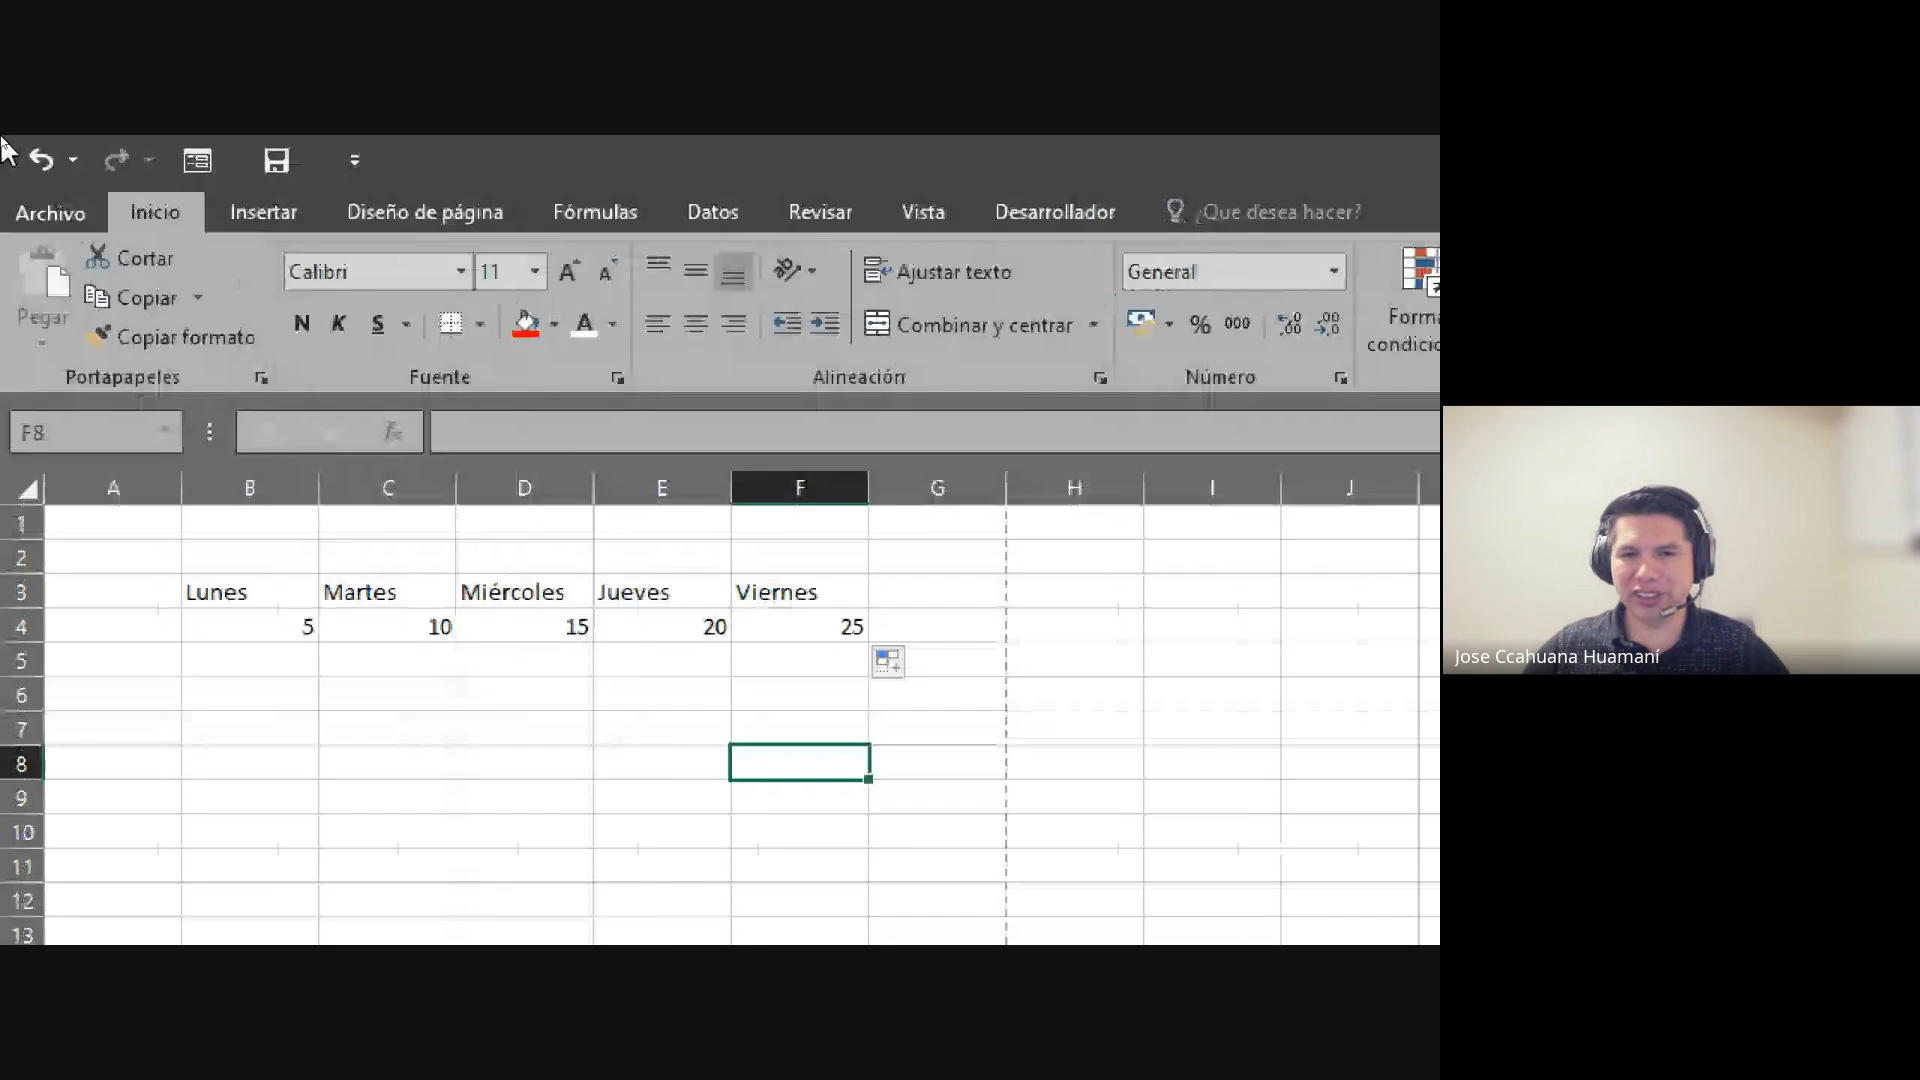 Archivo Inicio Insertar Diseño de página Fórmulas Datos Revisar Vista Desarrollador ¿Que desea hacer?
Cortar
Copiar
Copiar formato
Pegar
Portapapeles
Calibri 11
N K S
Fuente
Ajustar texto
Combinar y centrar
Alineación
General
% 000
Número
Forma
condicio
F8 fx
A B C D E F G H I J
1
2
3 Lunes Martes Miércoles Jueves Viernes
4 5 10 15 20 25
5
6
7
8
9
10
11
12
13
Jose Ccahuana Huamaní